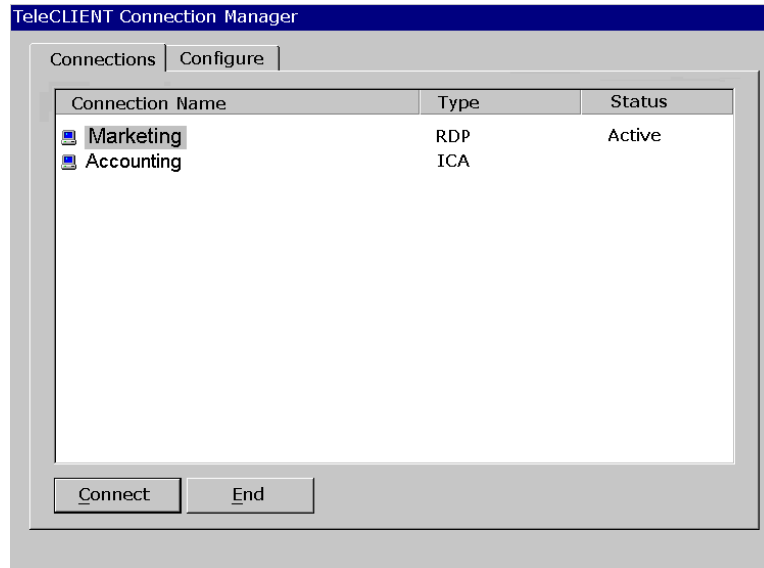 TeleCLIENT Connection Manager
Connections Configure
Connection Name Type Status
Marketing RDP Active
Accounting ICA
Connect End